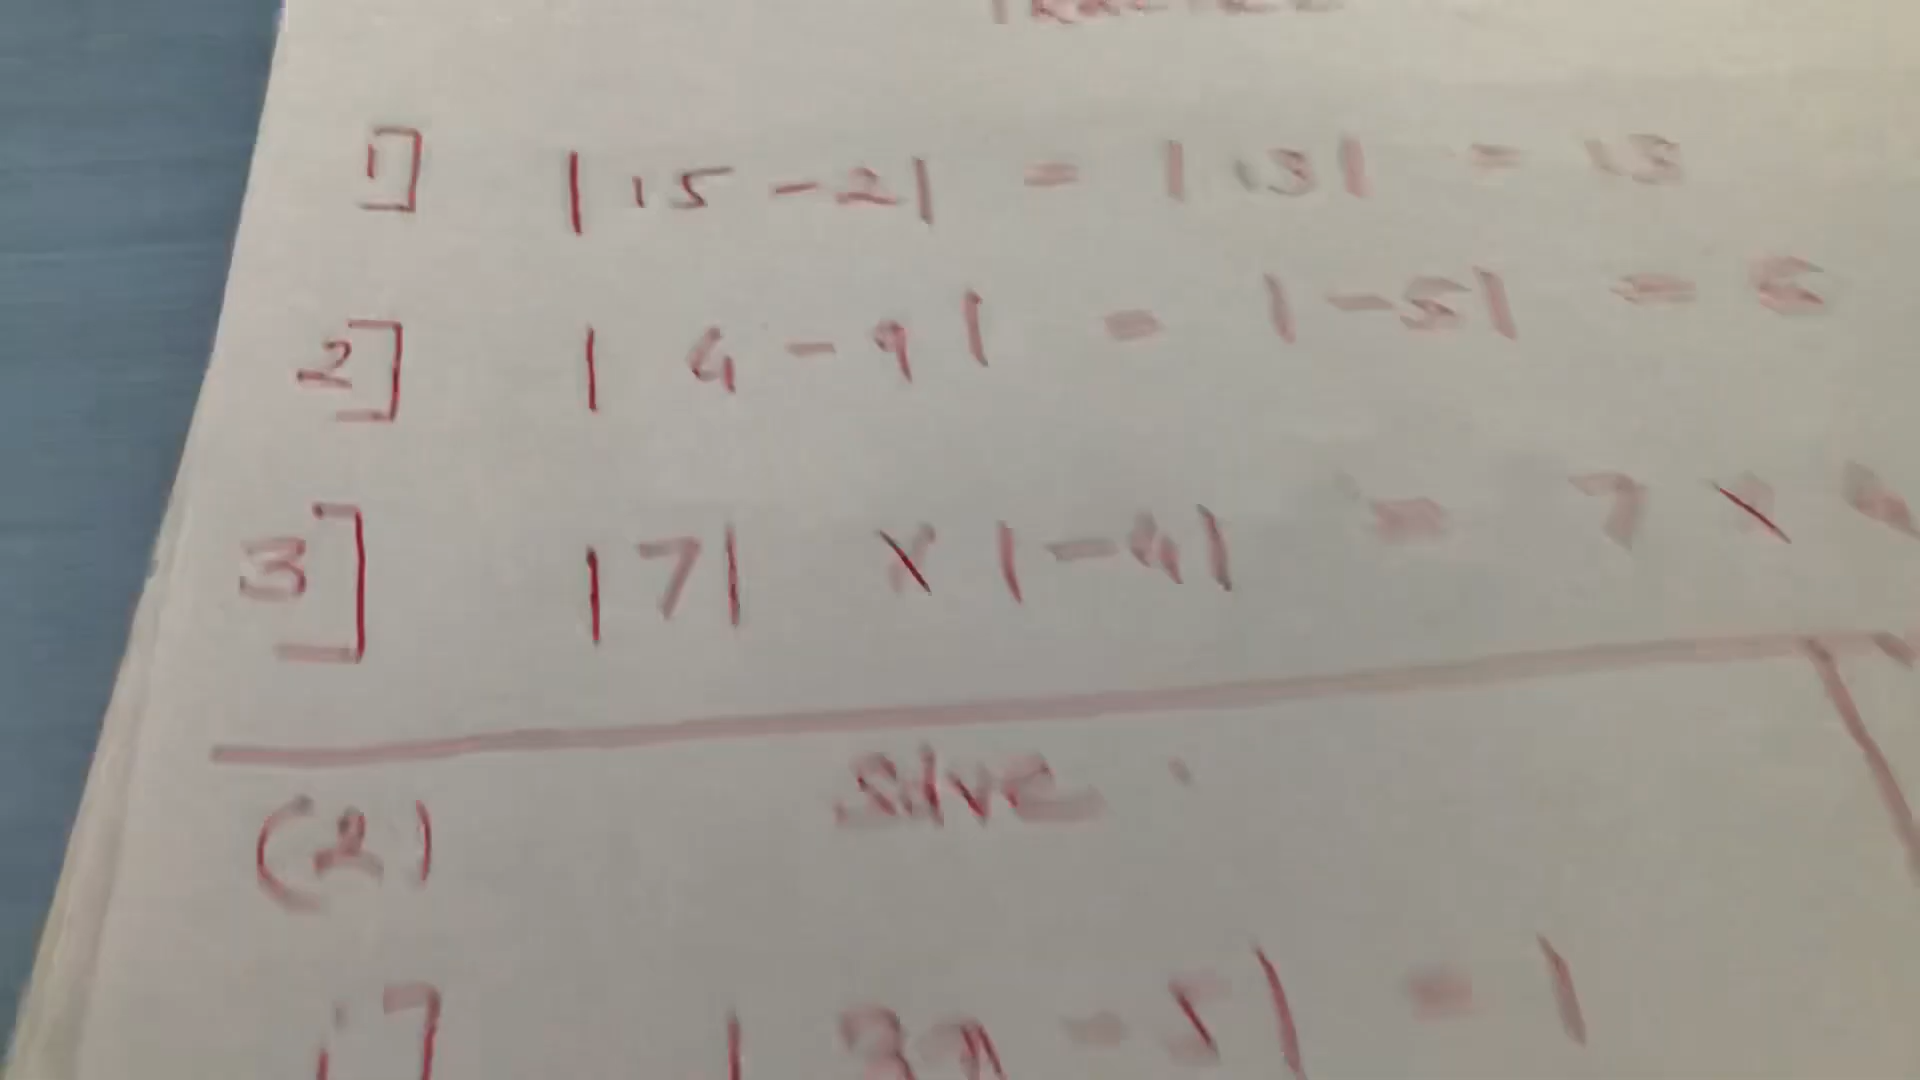 1] |15 - 2| = |13| = 13
2] |4 - 9| = |-5| = 5
3] |7| x |-4| = 7 x 4
(2) Solve
1] |3x - 5| = 1